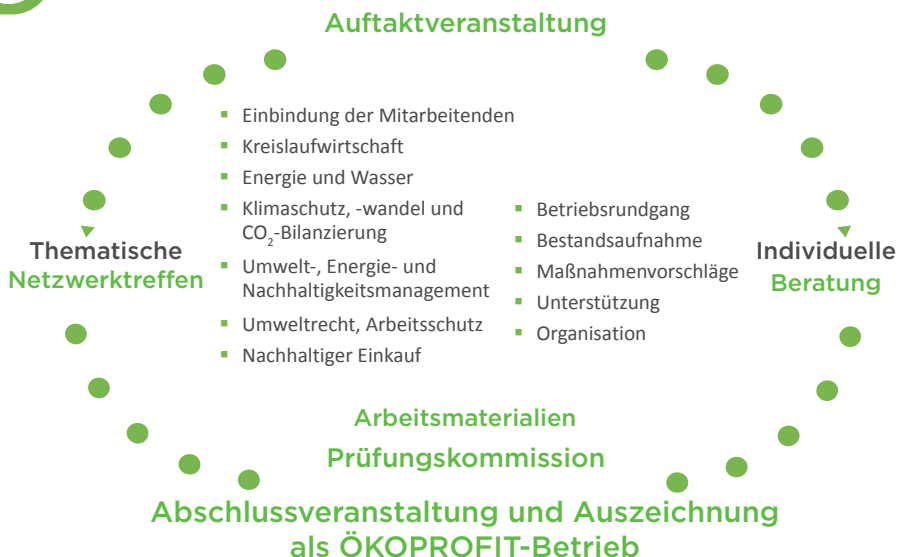 Auftaktveranstaltung
Thematische
Netzwerktreffen
▪ Einbindung der Mitarbeitenden
▪ Kreislaufwirtschaft
▪ Energie und Wasser
▪ Klimaschutz, -wandel und
CO₂-Bilanzierung
▪ Umwelt-, Energie- und
Nachhaltigkeitsmanagement
▪ Umweltrecht, Arbeitsschutz
▪ Nachhaltiger Einkauf
▪ Betriebsrundgang
▪ Bestandsaufnahme
▪ Maßnahmenvorschläge
▪ Unterstützung
▪ Organisation
Individuelle
Beratung
Arbeitsmaterialien
Prüfungskommission
Abschlussveranstaltung und Auszeichnung
als ÖKOPROFIT-Betrieb